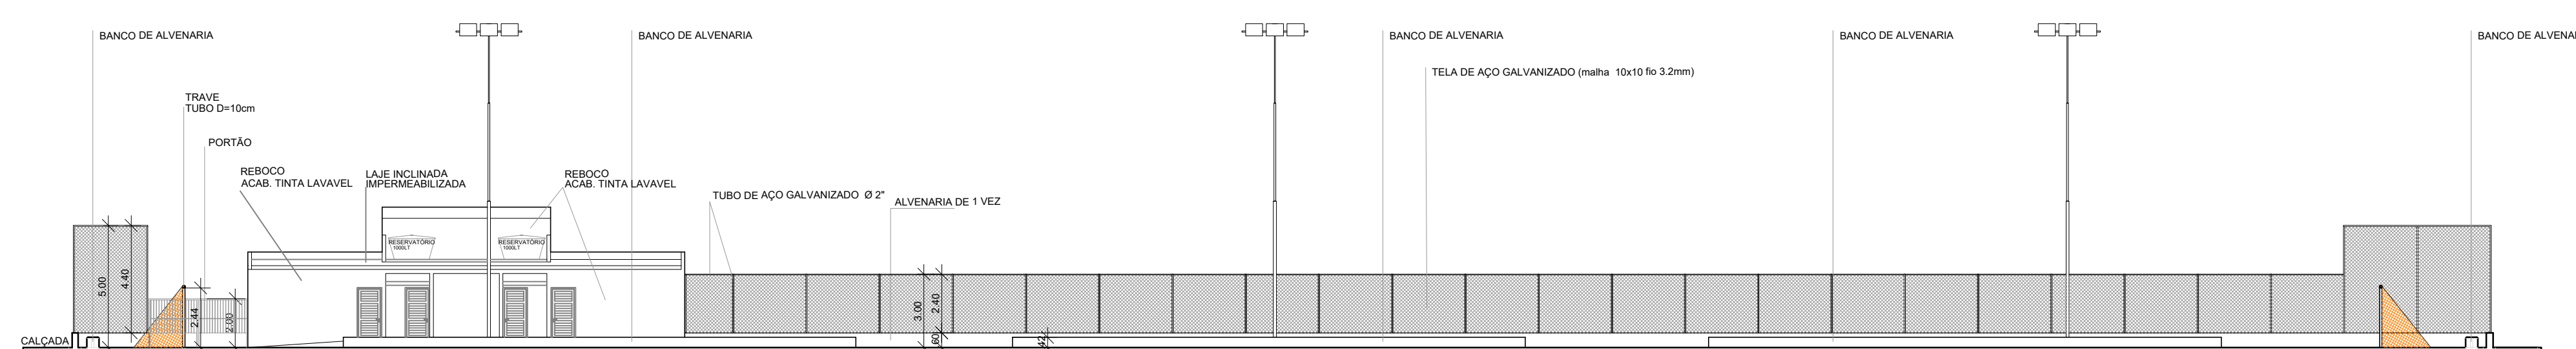 BANCO DE ALVENARIA
BANCO DE ALVENARIA
BANCO DE ALVENARIA
BANCO DE ALVENARIA
BANCO DE ALVENA
TELA DE AÇO GALVANIZADO (malha 10x10 fio 3.2mm)
TRAVE
TUBO D=10cm
PORTÃO
REBOCO
ACAB. TINTA LAVAVEL
LAJE INCLINADA
IMPERMEABILIZADA
REBOCO
ACAB. TINTA LAVAVEL
TUBO DE AÇO GALVANIZADO Ø 2"
ALVENARIA DE 1 VEZ
RESERVATÓRIO
1000LT
RESERVATÓRIO
1000LT
5.00
4.40
2.44
2.00
3.00
2.40
.60
.42
CALÇADA